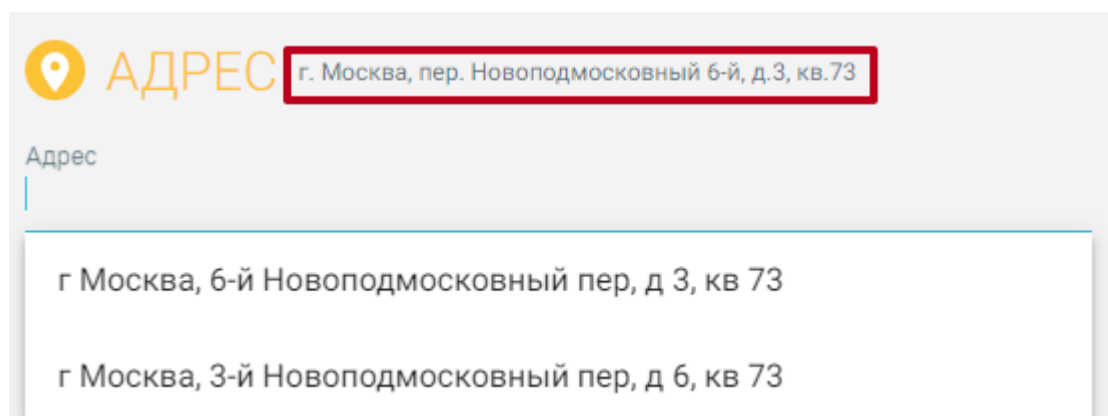 АДРЕС г. Москва, пер. Новоподмосковный 6-й, д.3, кв.73
Адрес
г Москва, 6-й Новоподмосковный пер, д 3, кв 73
г Москва, 3-й Новоподмосковный пер, д 6, кв 73